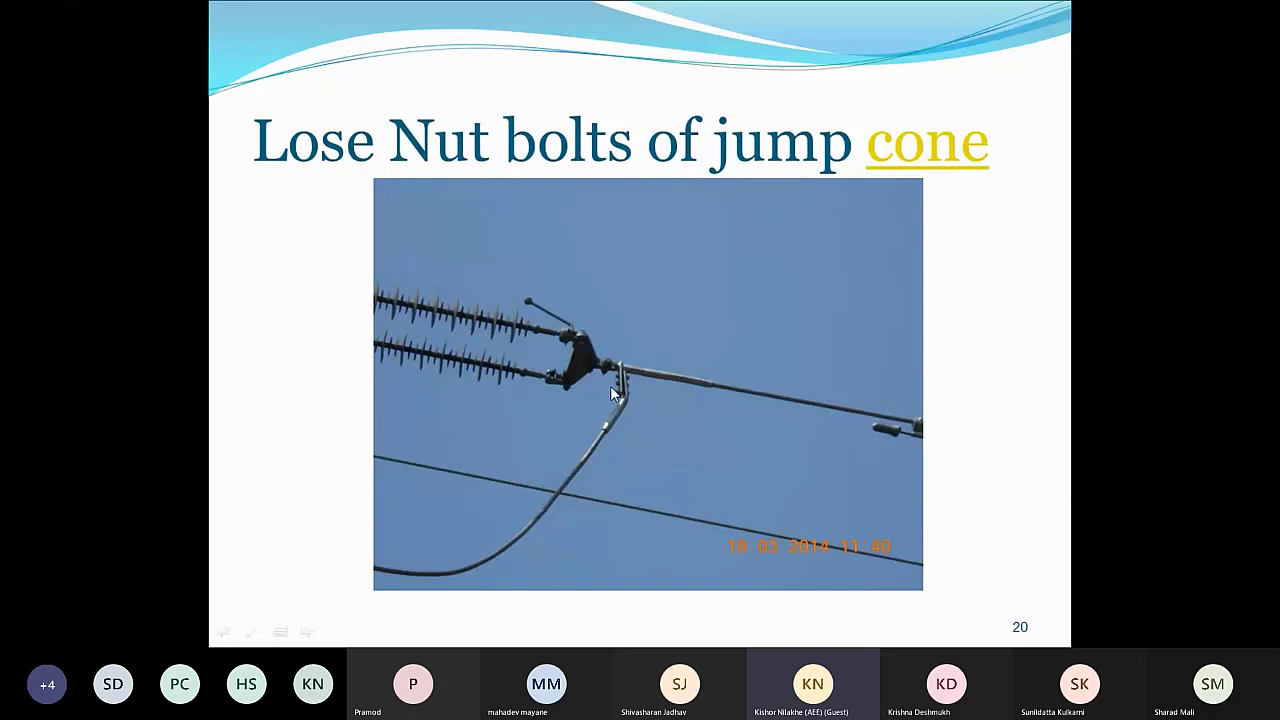 Lose Nut bolts of jump cone
18.03.2014 11:40
20
+4
SD
PC
HS
KN
P
MM
SJ
KN
KD
SK
SM
Pramod
mahadev mayane
Shivasharan Jadhav
Kishor Nilakhe (AEE) (Guest)
Krishna Deshmukh
Sunildatta Kulkarni
Sharad Mali